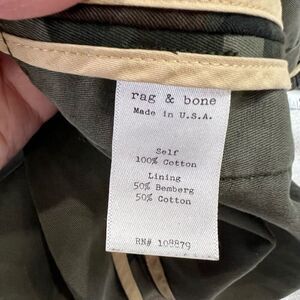 rag & bone
Made in U.S.A.
Self
100% Cotton
Lining
50% Bemberg
50% Cotton
RN# 108879